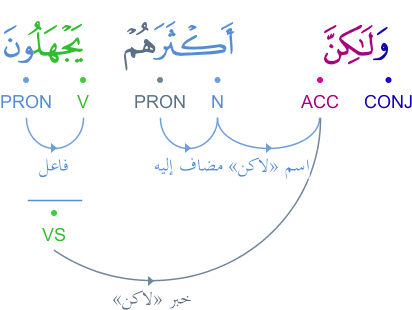 وَلَـٰكِنَّ أَكْثَرَهُمْ يَجْهَلُونَ
CONJ ACC N PRON V PRON
اسم «لاكن» مضاف إليه فاعل
VS
خبر «لاكن»